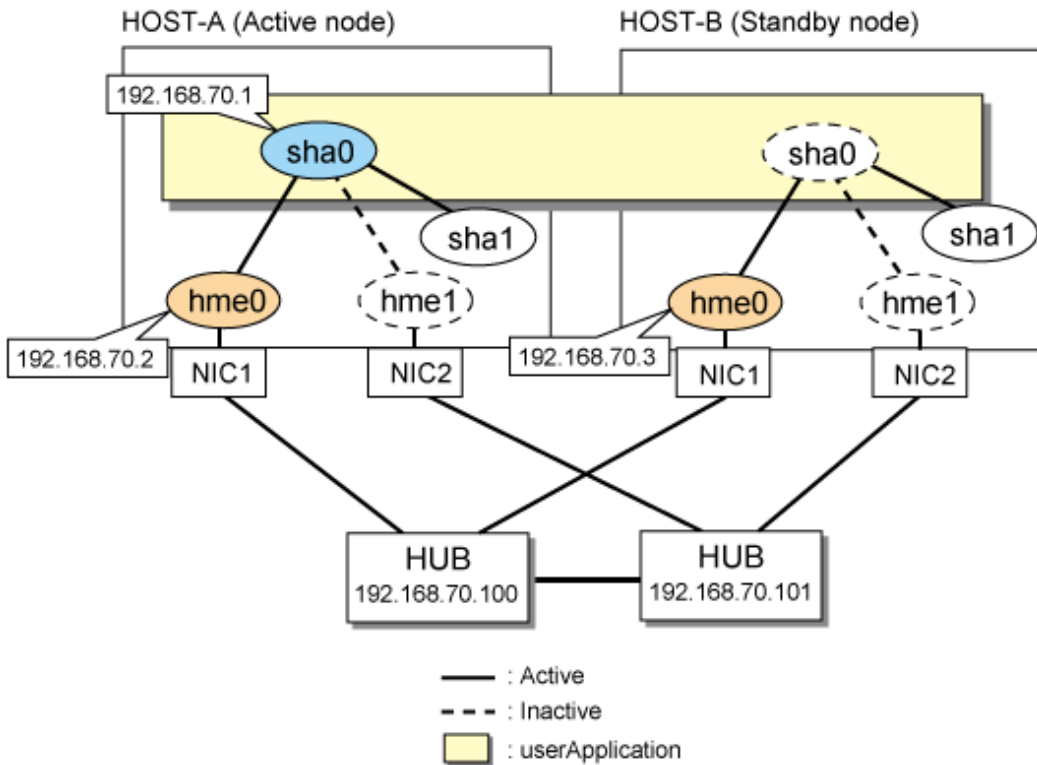 HOST-A (Active node)
HOST-B (Standby node)
192.168.70.1
sha0
sha0
sha1
sha1
hme0
hme1
hme0
hme1
192.168.70.2
192.168.70.3
NIC1
NIC2
NIC1
NIC2
HUB
192.168.70.100
HUB
192.168.70.101
: Active
: Inactive
: userApplication